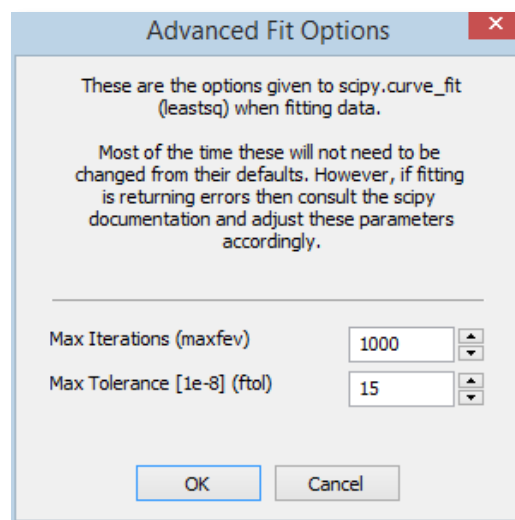 Advanced Fit Options
These are the options given to scipy.curve_fit
(leastsq) when fitting data.
Most of the time these will not need to be
changed from their defaults. However, if fitting
is returning errors then consult the scipy
documentation and adjust these parameters
accordingly.
Max Iterations (maxfev) 1000
Max Tolerance [1e-8] (ftol) 15
OK Cancel